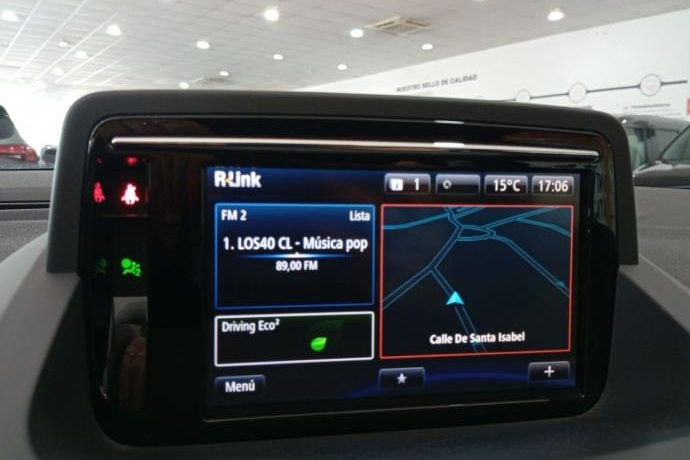 NUESTRO SELLO DE CALIDAD
R-Link
1
15°C
17:06
FM 2
Lista
1. LOS40 CL - Música pop
89,00 FM
Driving Eco²
Calle De Santa Isabel
Menú